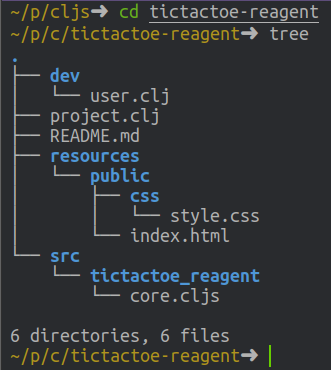 ~/p/cljs➜ cd tictactoe-reagent
~/p/c/tictactoe-reagent➜ tree
.
├── dev
│   └── user.clj
├── project.clj
├── README.md
├── resources
│   └── public
│       ├── css
│       │   └── style.css
│       └── index.html
└── src
    └── tictactoe_reagent
        └── core.cljs

6 directories, 6 files
~/p/c/tictactoe-reagent➜